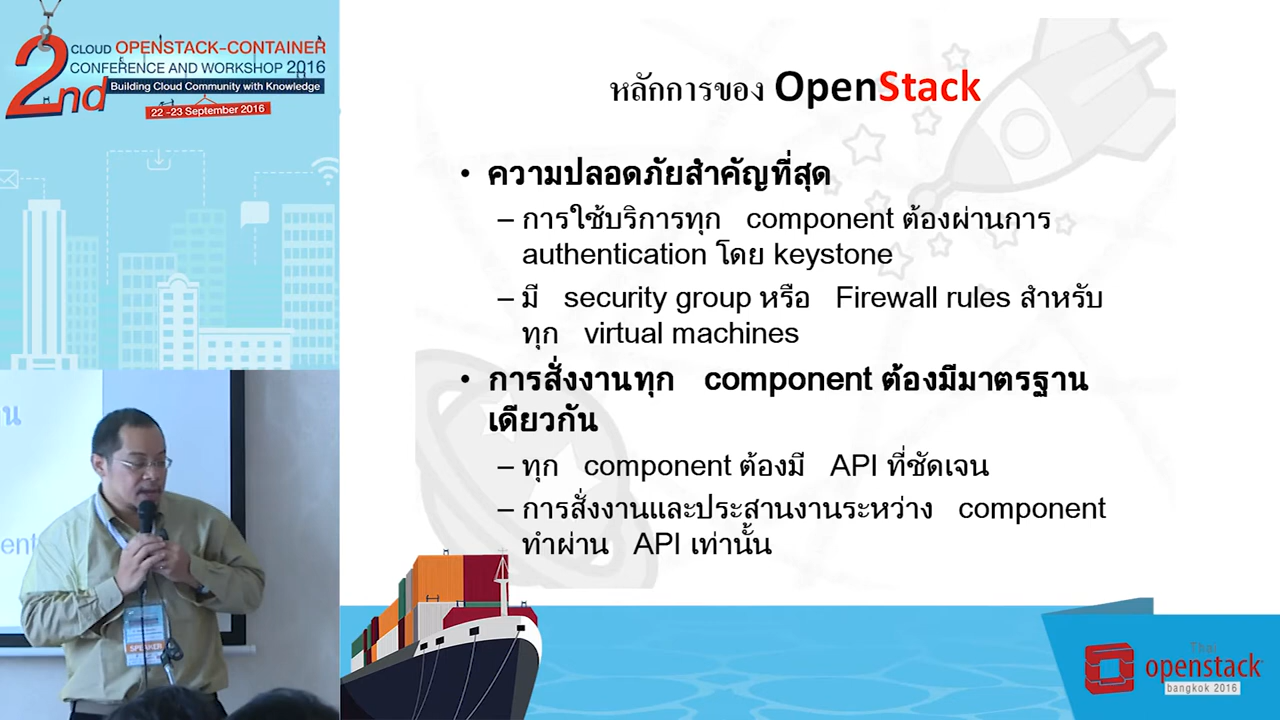 2nd
CLOUD OPENSTACK-CONTAINER
CONFERENCE AND WORKSHOP 2016
Building Cloud Community with Knowledge
22 -23 September 2016
หลักการของ OpenStack
• ความปลอดภัยสำคัญที่สุด
– การใช้บริการทุก component ต้องผ่านการ
authentication โดย keystone
– มี security group หรือ Firewall rules สำหรับ
ทุก virtual machines
• การสั่งงานทุก component ต้องมีมาตรฐาน
เดียวกัน
– ทุก component ต้องมี API ที่ชัดเจน
– การสั่งงานและประสานงานระหว่าง component
ทำผ่าน API เท่านั้น
SPEAKER
Thai
openstack
bangkok 2016